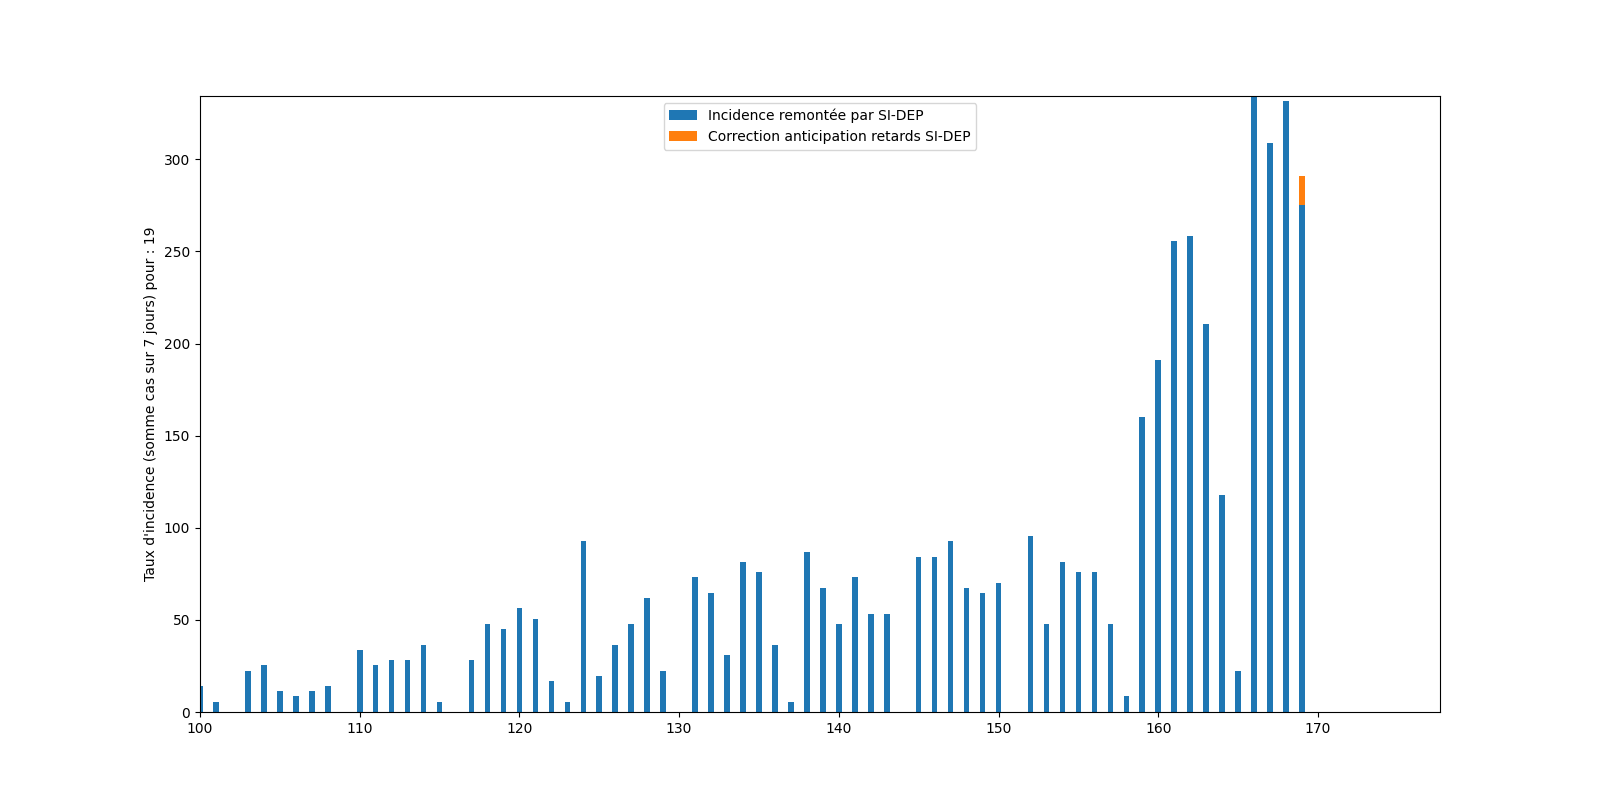 Incidence remontée par SI-DEP
Correction anticipation retards SI-DEP
Taux d'incidence (somme cas sur 7 jours) pour : 19
300
250
200
150
100
50
0
100 110 120 130 140 150 160 170